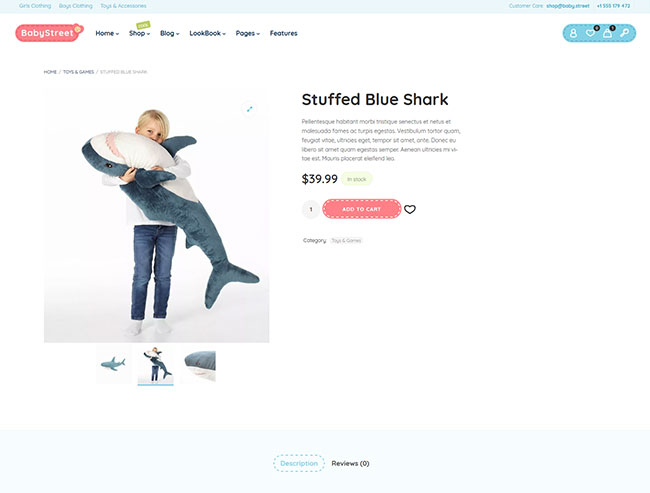 Girls Clothing Boys Clothing Toys & Accessories
Customer Care: shop@baby.street +1 555 179 472
BabyStreet
Home Shop Blog LookBook Pages Features
HOME / TOYS & GAMES / STUFFED BLUE SHARK
Stuffed Blue Shark
Pellentesque habitant morbi tristique senectus et netus et
malesuada fames ac turpis egestas. Vestibulum tortor quam,
feugiat vitae, ultricies eget, tempor sit amet, ante. Donec eu
libero sit amet quam egestas semper. Aenean ultricies mi vi-
tae est. Mauris placerat eleifend leo.
$39.99 In stock
1 ADD TO CART
Category: Toys & Games
Description Reviews (0)